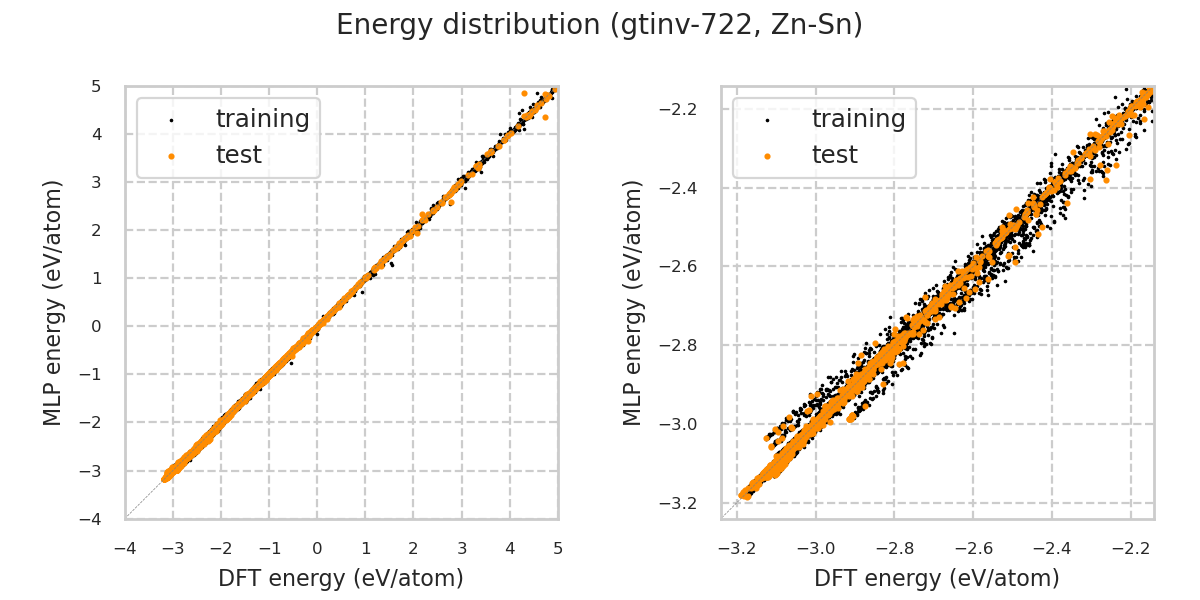 Energy distribution (gtinv-722, Zn-Sn)
training
test
5
4
3
2
1
0
−1
−2
−3
−4
−4 −3 −2 −1 0 1 2 3 4 5
MLP energy (eV/atom)
DFT energy (eV/atom)
training
test
−2.2
−2.4
−2.6
−2.8
−3.0
−3.2
−3.2 −3.0 −2.8 −2.6 −2.4 −2.2
MLP energy (eV/atom)
DFT energy (eV/atom)